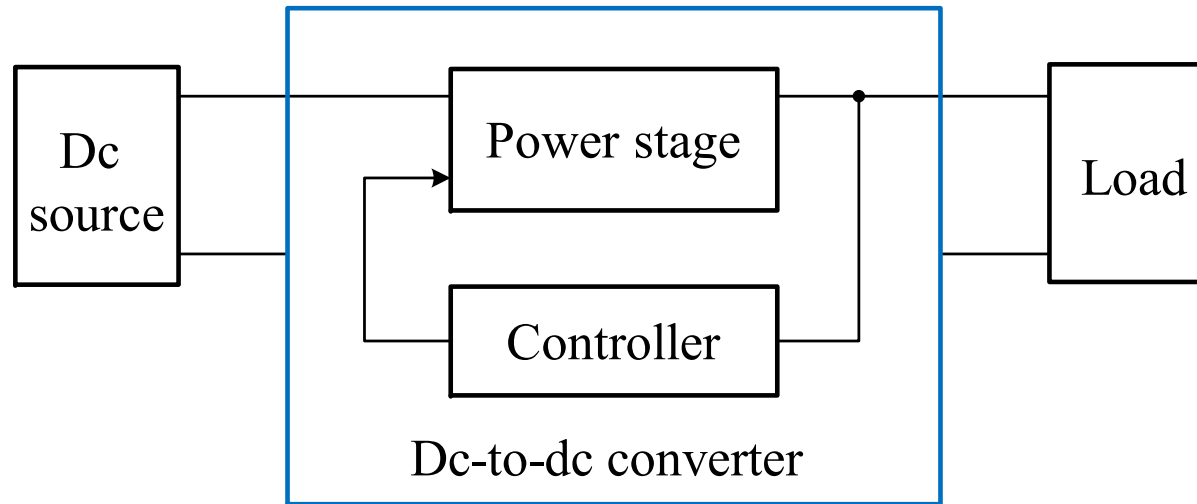 Dc
source
Power stage
Load
Controller
Dc-to-dc converter